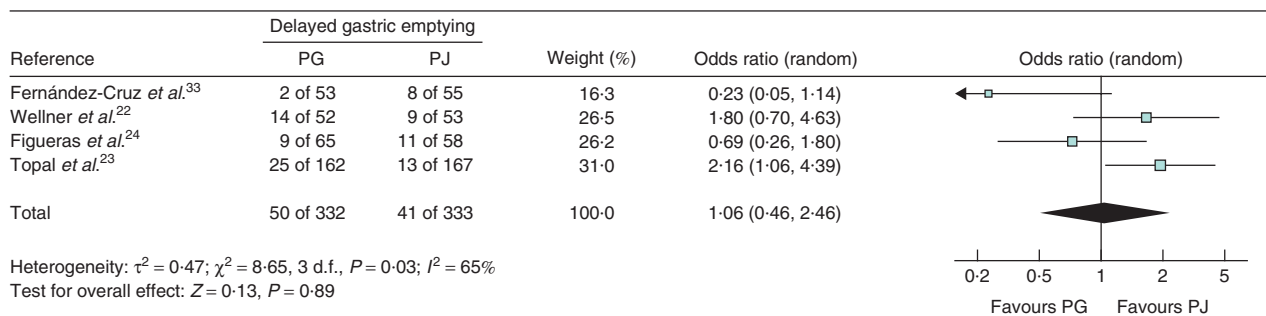 Delayed gastric emptying
Reference PG PJ Weight (%) Odds ratio (random) Odds ratio (random)
Fernández-Cruz et al.³³ 2 of 53 8 of 55 16·3 0·23 (0·05, 1·14)
Wellner et al.²² 14 of 52 9 of 53 26·5 1·80 (0·70, 4·63)
Figueras et al.²⁴ 9 of 65 11 of 58 26·2 0·69 (0·26, 1·80)
Topal et al.²³ 25 of 162 13 of 167 31·0 2·16 (1·06, 4·39)
Total 50 of 332 41 of 333 100·0 1·06 (0·46, 2·46)
Heterogeneity: τ² = 0·47; χ² = 8·65, 3 d.f., P = 0·03; I² = 65%
Test for overall effect: Z = 0·13, P = 0·89
0·2 0·5 1 2 5
Favours PG Favours PJ